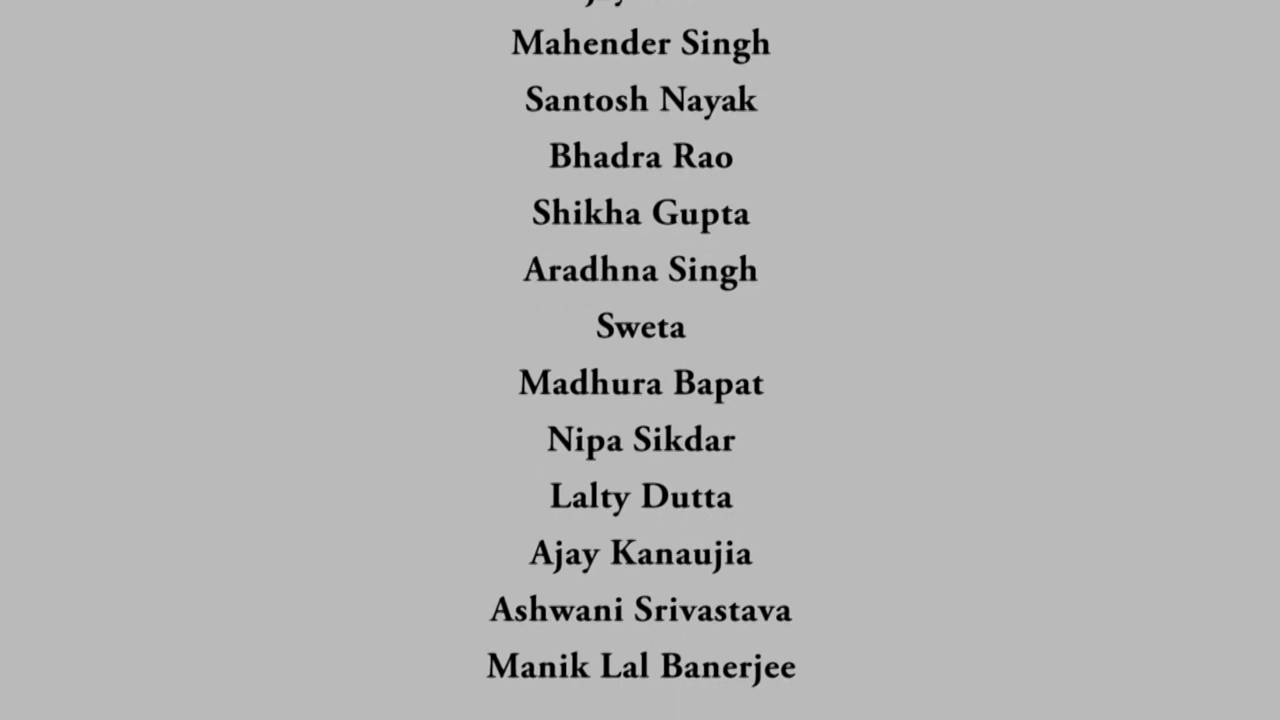 Mahender Singh
Santosh Nayak
Bhadra Rao
Shikha Gupta
Aradhna Singh
Sweta
Madhura Bapat
Nipa Sikdar
Lalty Dutta
Ajay Kanaujia
Ashwani Srivastava
Manik Lal Banerjee